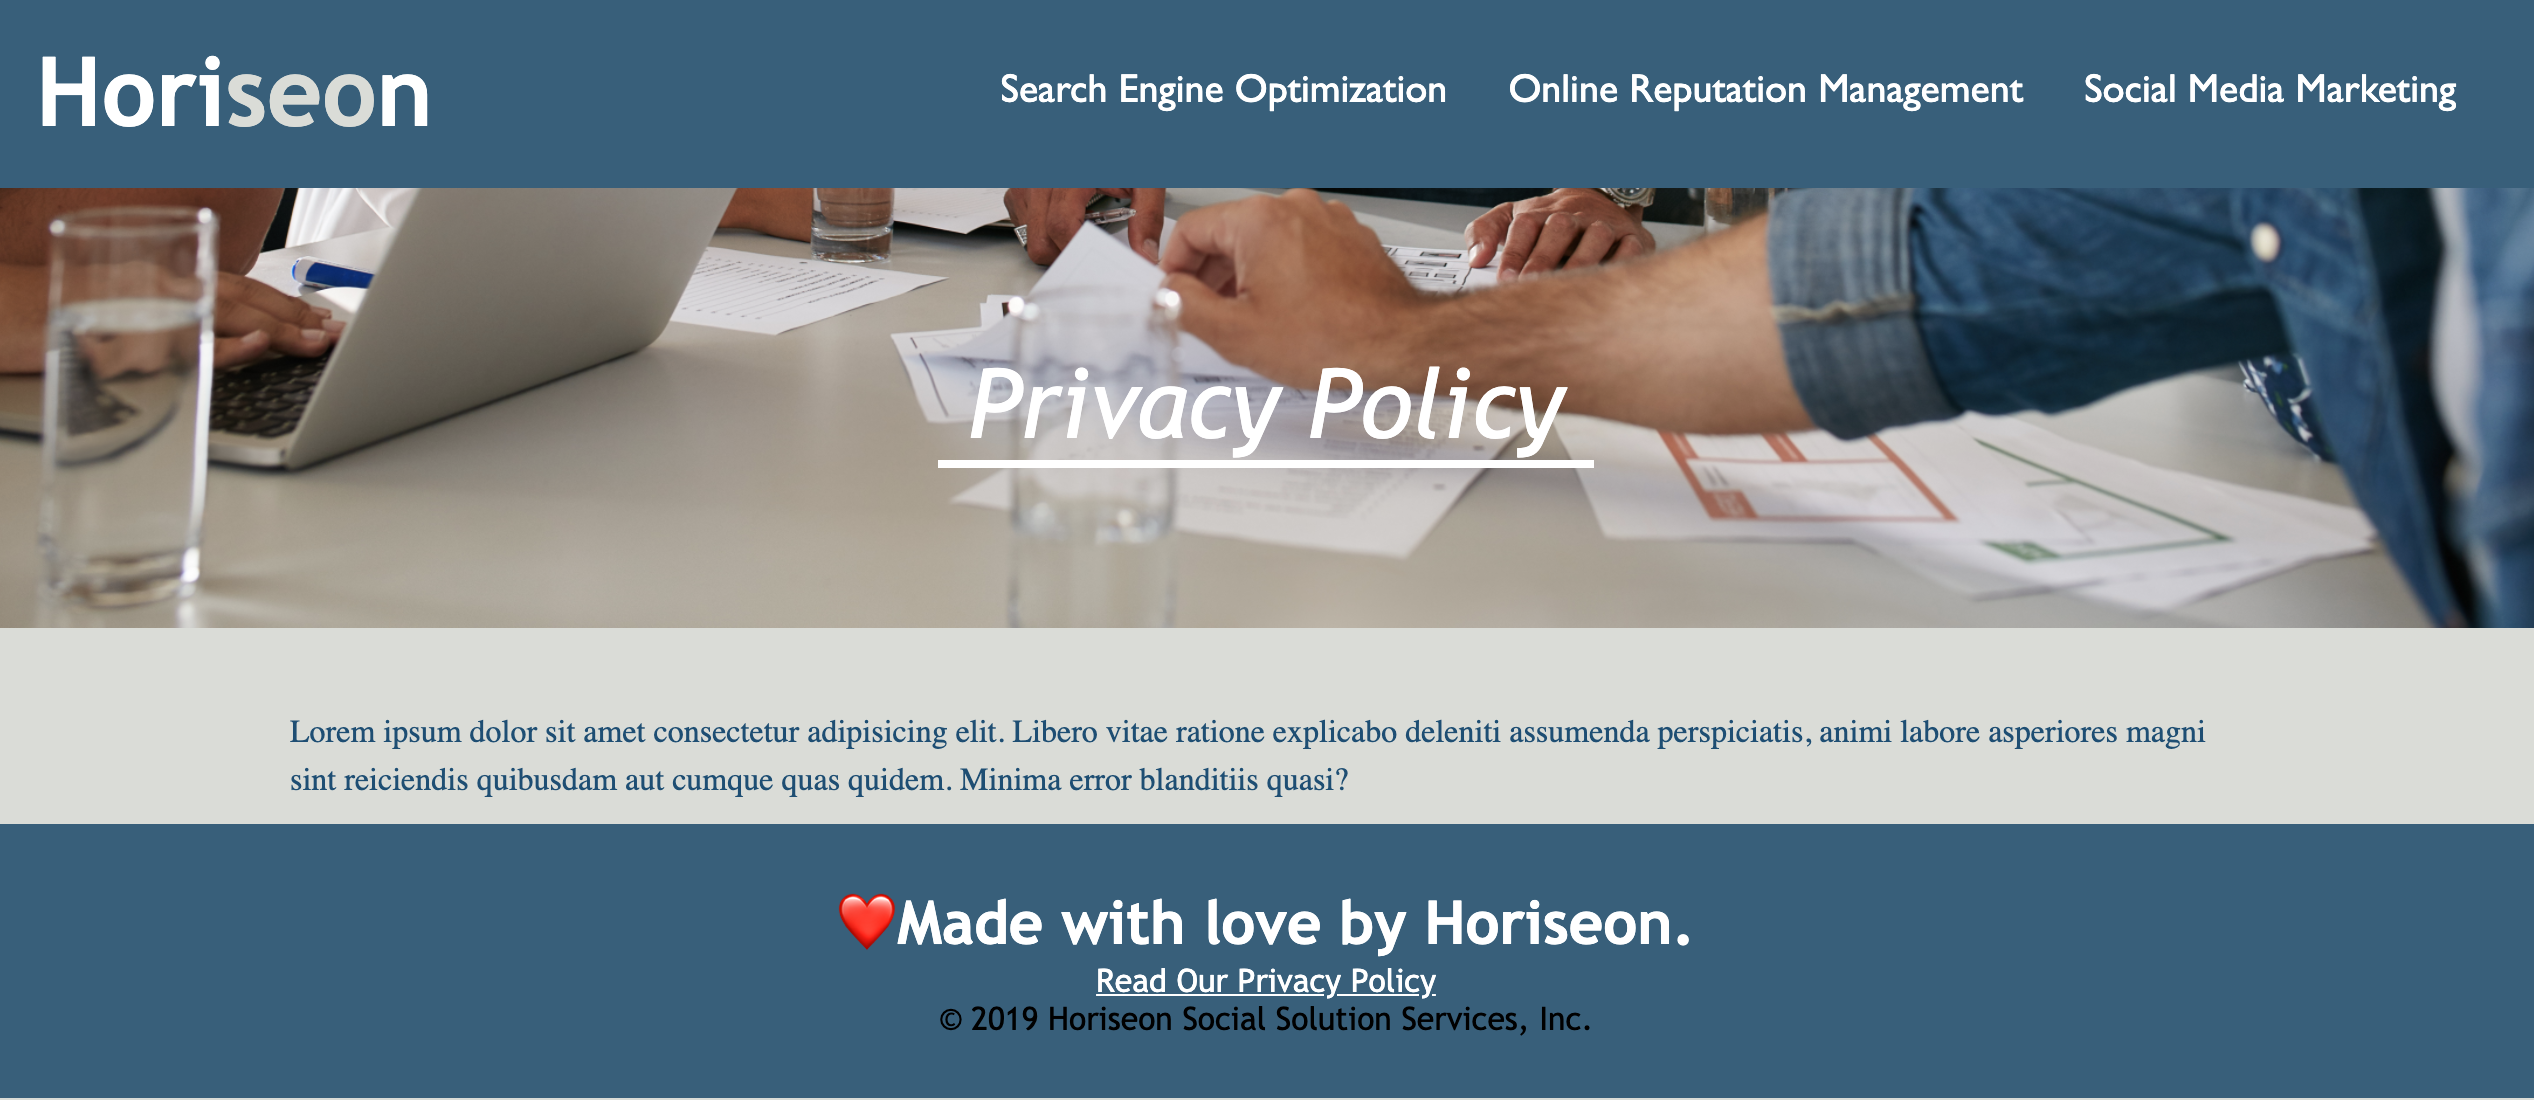 Horiseon
Search Engine Optimization
Online Reputation Management
Social Media Marketing
Privacy Policy
Lorem ipsum dolor sit amet consectetur adipisicing elit. Libero vitae ratione explicabo deleniti assumenda perspiciatis, animi labore asperiores magni
sint reiciendis quibusdam aut cumque quas quidem. Minima error blanditiis quasi?
❤️Made with love by Horiseon.
Read Our Privacy Policy
© 2019 Horiseon Social Solution Services, Inc.